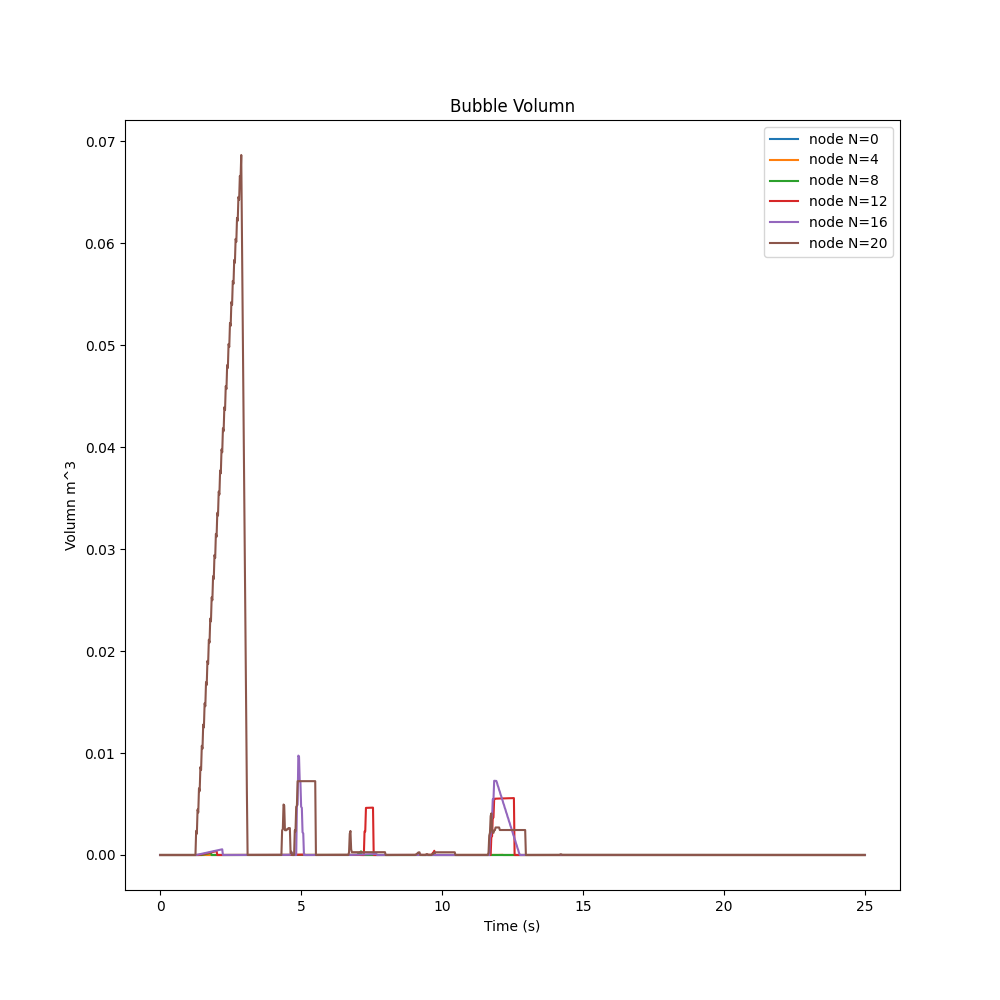 Bubble Volumn
node N=0
node N=4
node N=8
node N=12
node N=16
node N=20
0.07
0.06
0.05
0.04
0.03
0.02
0.01
0.00
Volumn m^3
0
5
10
15
20
25
Time (s)